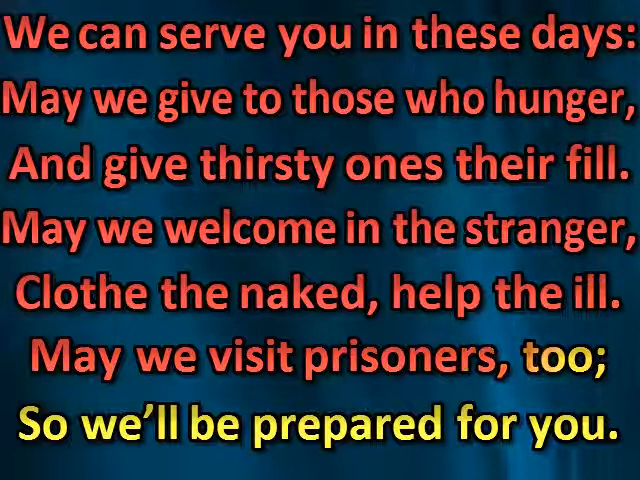 We can serve you in these days:
May we give to those who hunger,
And give thirsty ones their fill.
May we welcome in the stranger,
Clothe the naked, help the ill.
May we visit prisoners, too;
So we’ll be prepared for you.